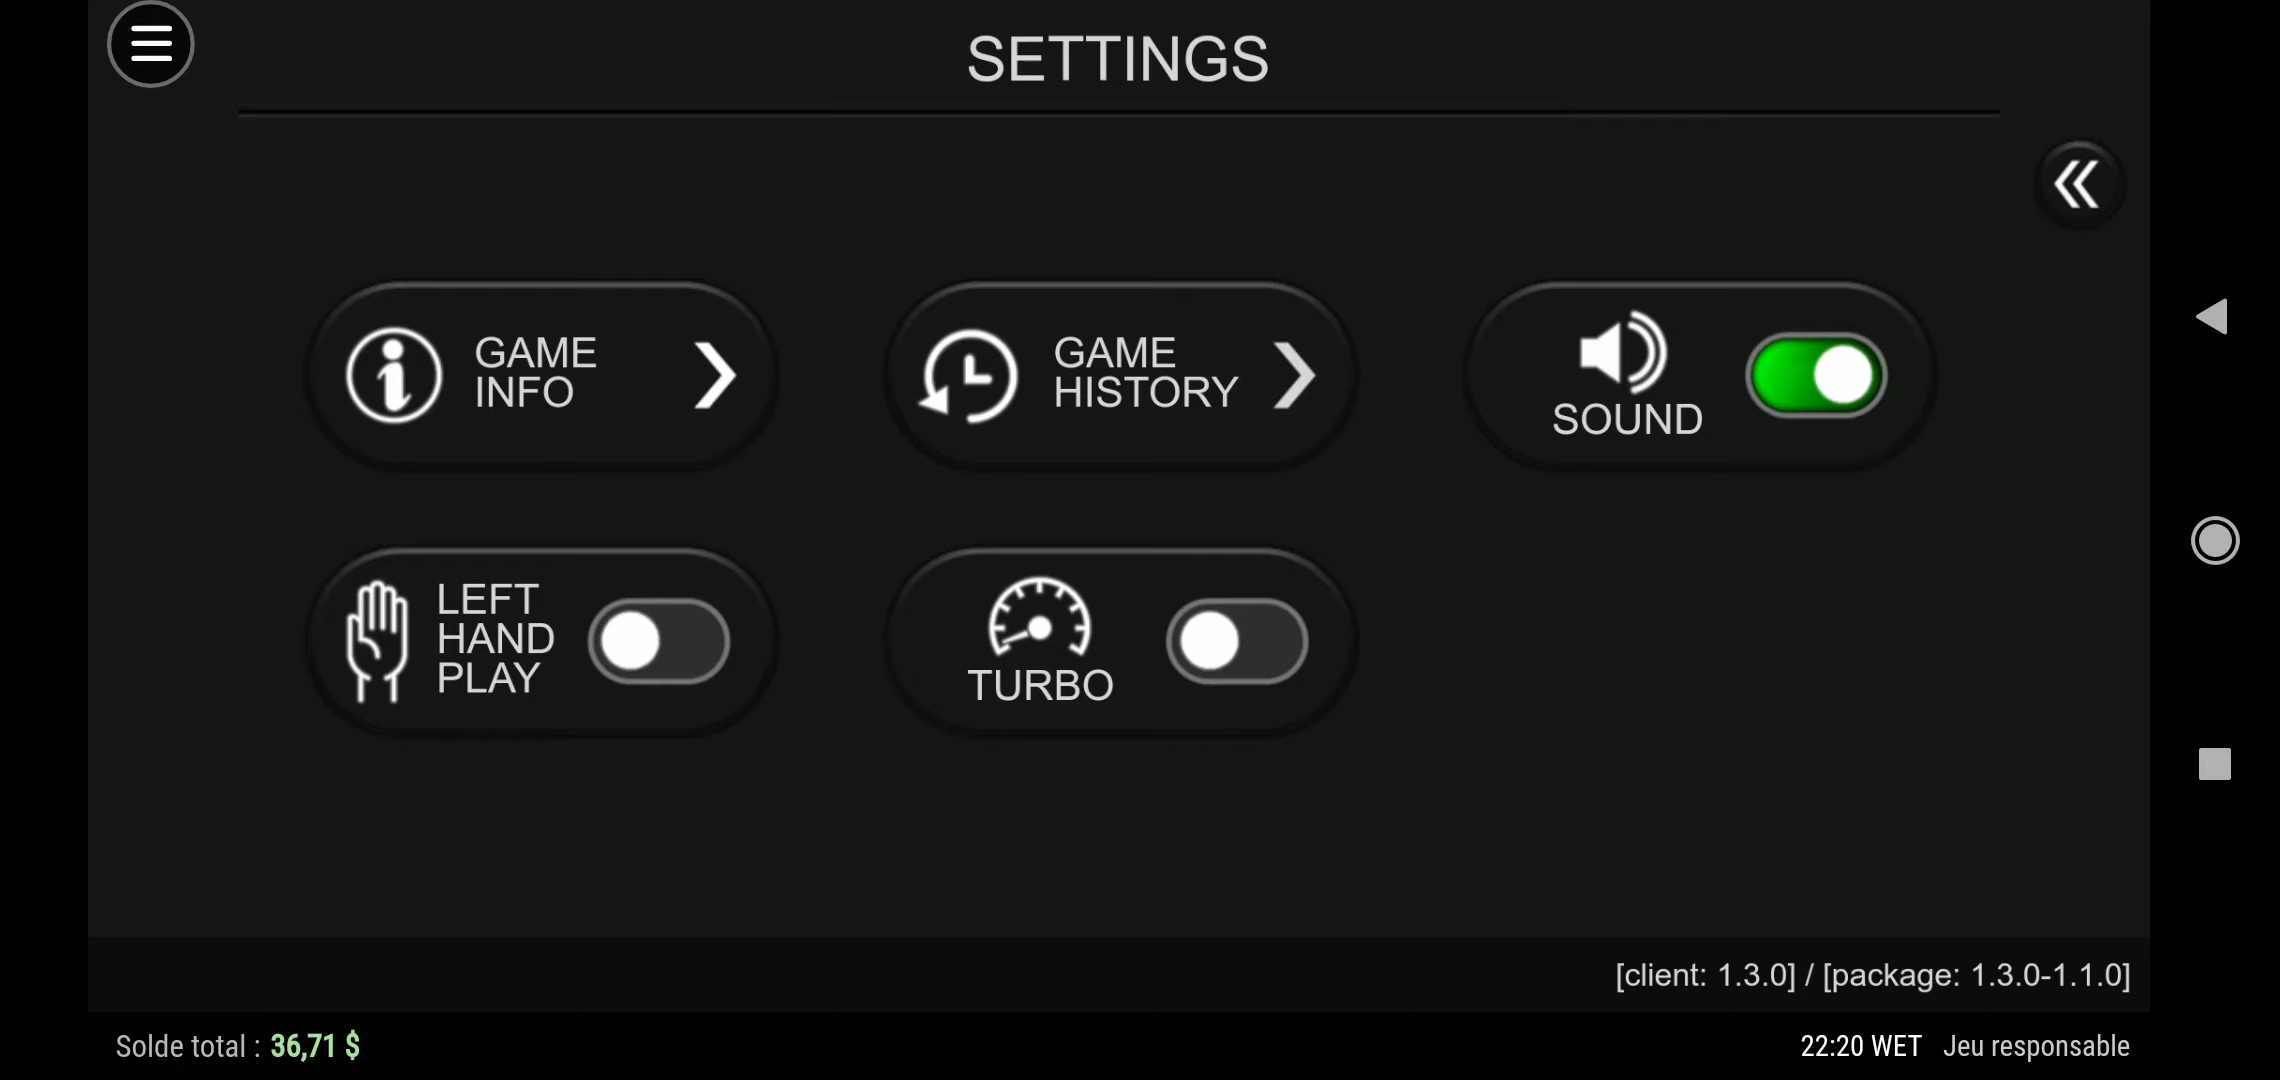 SETTINGS
GAME
INFO
GAME
HISTORY
SOUND
LEFT
HAND
PLAY
TURBO
[client: 1.3.0] / [package: 1.3.0-1.1.0]
Solde total : 36,71 $
22:20 WET Jeu responsable